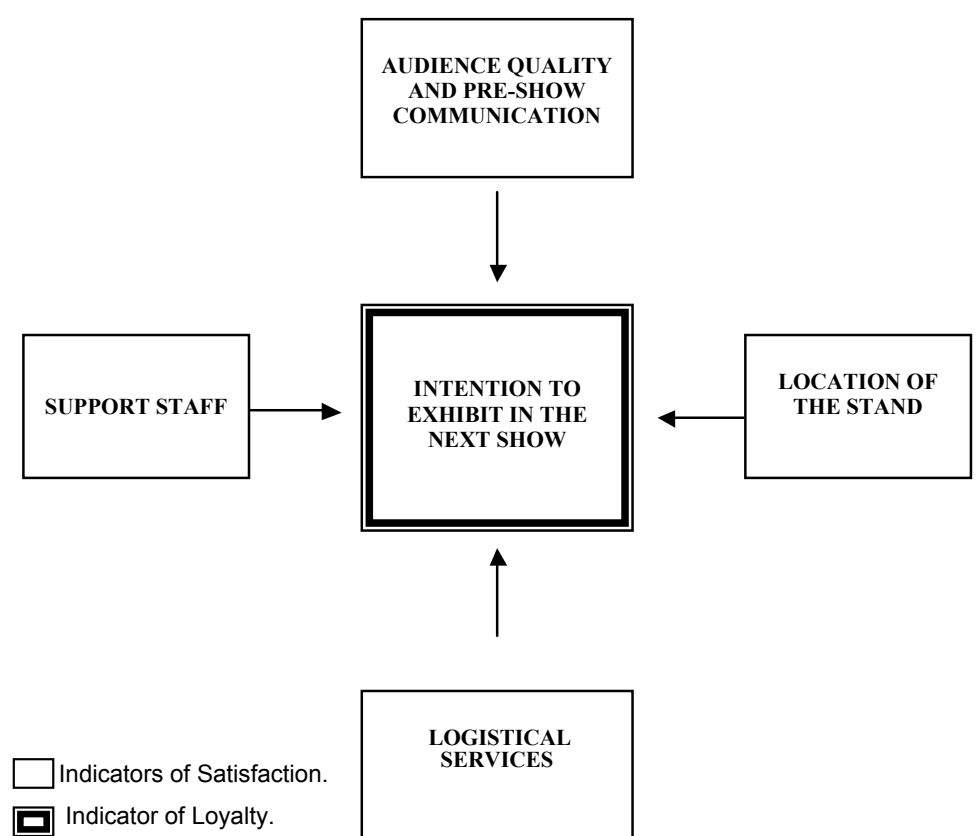 AUDIENCE QUALITY
AND PRE-SHOW
COMMUNICATION
SUPPORT STAFF
INTENTION TO
EXHIBIT IN THE
NEXT SHOW
LOCATION OF
THE STAND
LOGISTICAL
SERVICES
Indicators of Satisfaction.
Indicator of Loyalty.